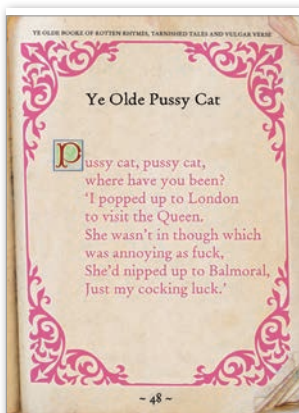 YE OLDE BOOKE OF ROTTEN RHYMES, TARNISHED TALES AND VULGAR VERSE
Ye Olde Pussy Cat
Pussy cat, pussy cat,
where have you been?
‘I popped up to London
to visit the Queen.
She wasn't in though which
was annoying as fuck,
She'd nipped up to Balmoral,
Just my cocking luck.’
~ 48 ~